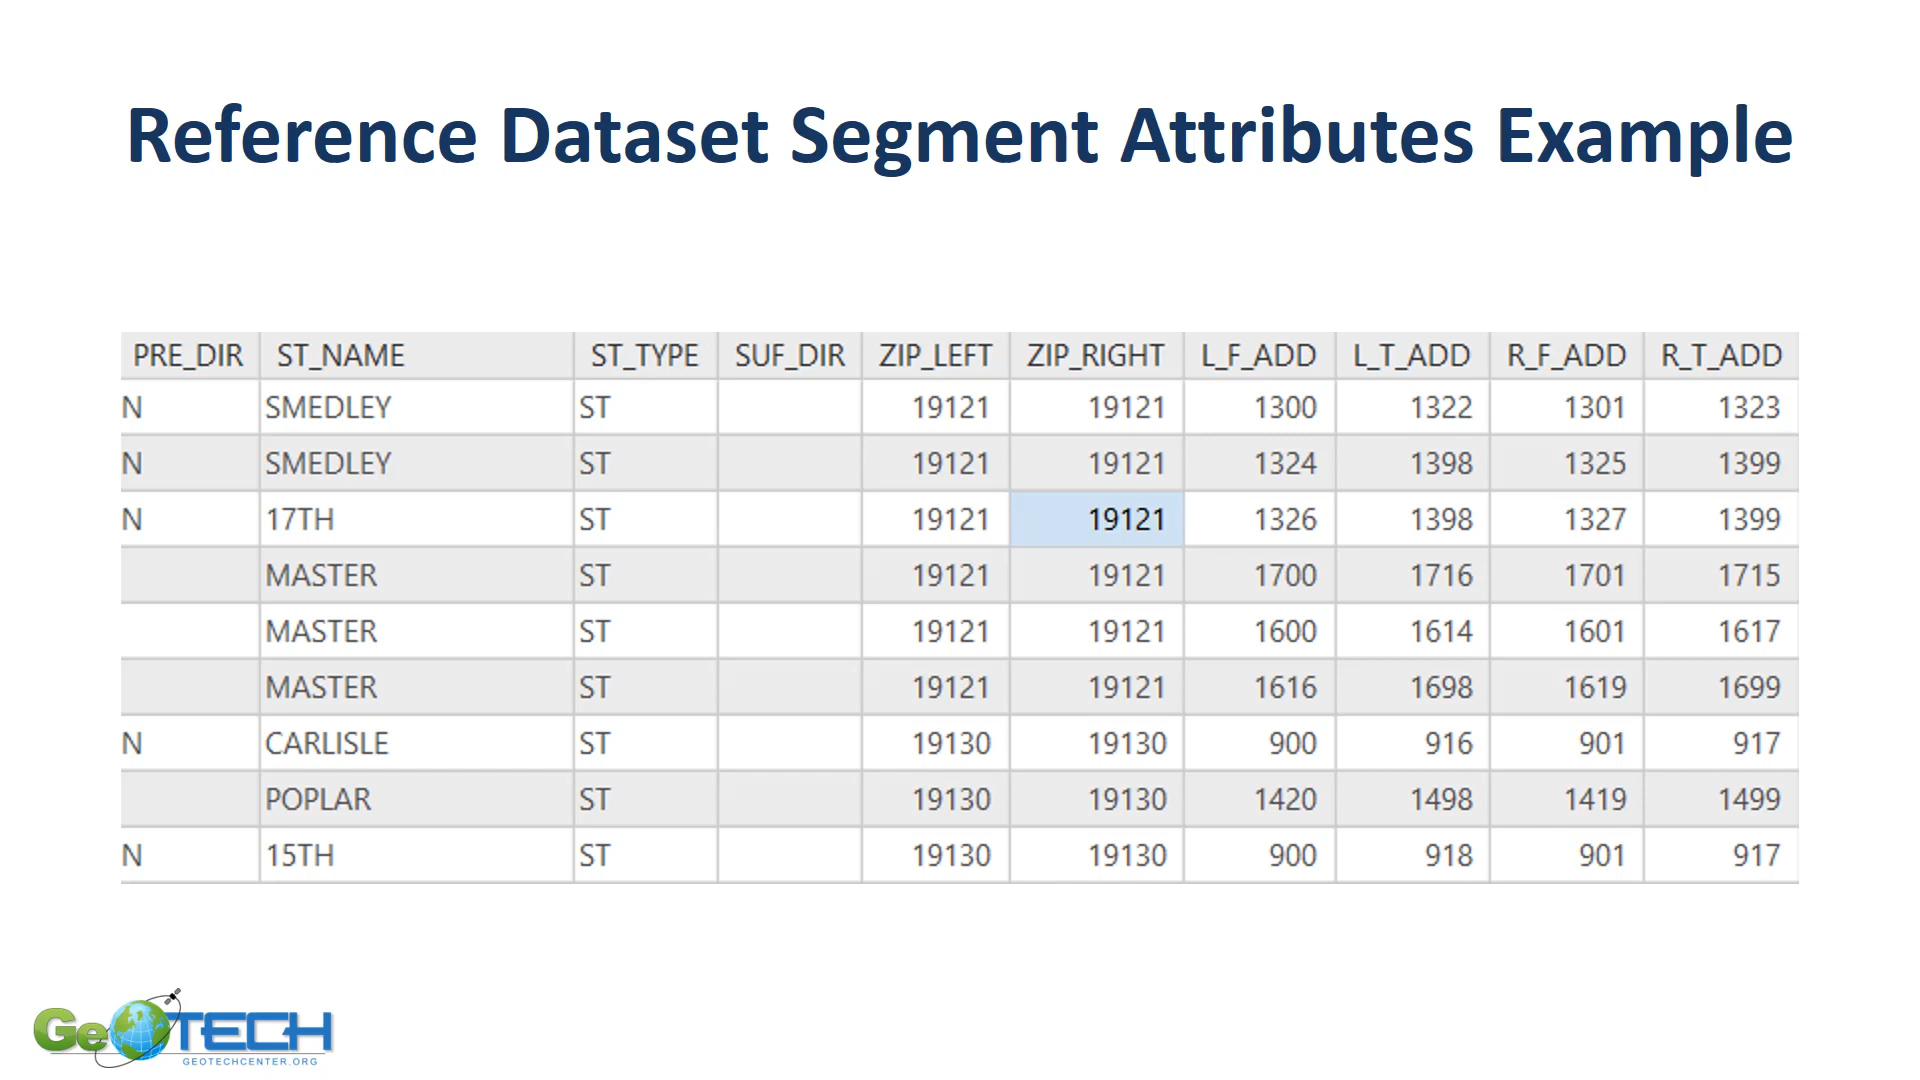 Reference Dataset Segment Attributes Example
PRE_DIR ST_NAME ST_TYPE SUF_DIR ZIP_LEFT ZIP_RIGHT L_F_ADD L_T_ADD R_F_ADD R_T_ADD
N SMEDLEY ST 19121 19121 1300 1322 1301 1323
N SMEDLEY ST 19121 19121 1324 1398 1325 1399
N 17TH ST 19121 19121 1326 1398 1327 1399
MASTER ST 19121 19121 1700 1716 1701 1715
MASTER ST 19121 19121 1600 1614 1601 1617
MASTER ST 19121 19121 1616 1698 1619 1699
N CARLISLE ST 19130 19130 900 916 901 917
POPLAR ST 19130 19130 1420 1498 1419 1499
N 15TH ST 19130 19130 900 918 901 917
GeoTECH
GEOTECHCENTER.ORG